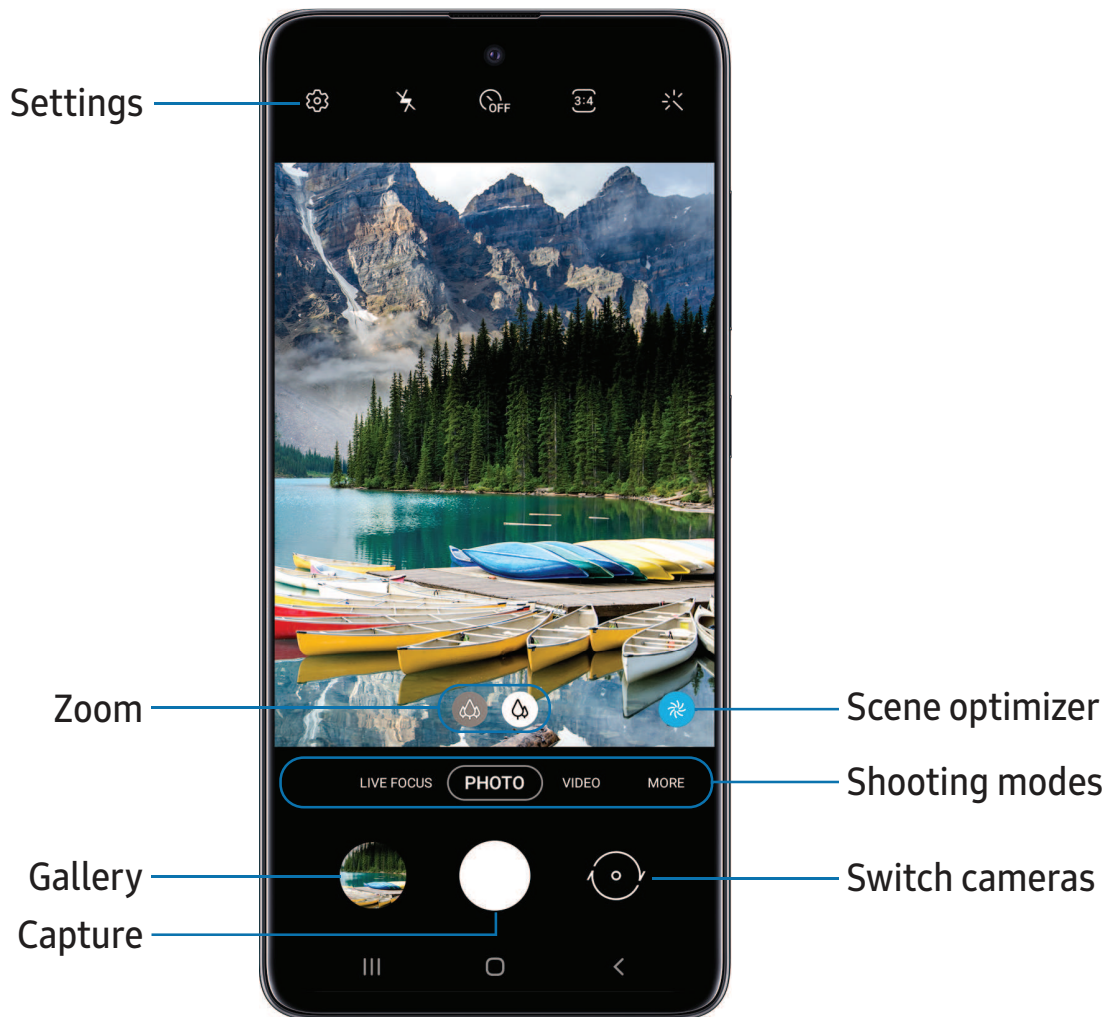 Settings
OFF
3:4
Zoom
Scene optimizer
LIVE FOCUS PHOTO VIDEO MORE
Shooting modes
Gallery
Switch cameras
Capture